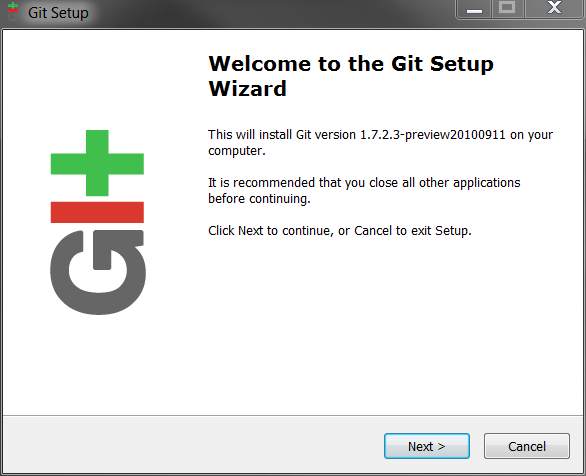 Git Setup
Welcome to the Git Setup
Wizard
This will install Git version 1.7.2.3-preview20100911 on your
computer.
It is recommended that you close all other applications
before continuing.
Click Next to continue, or Cancel to exit Setup.
GIt
Next >
Cancel